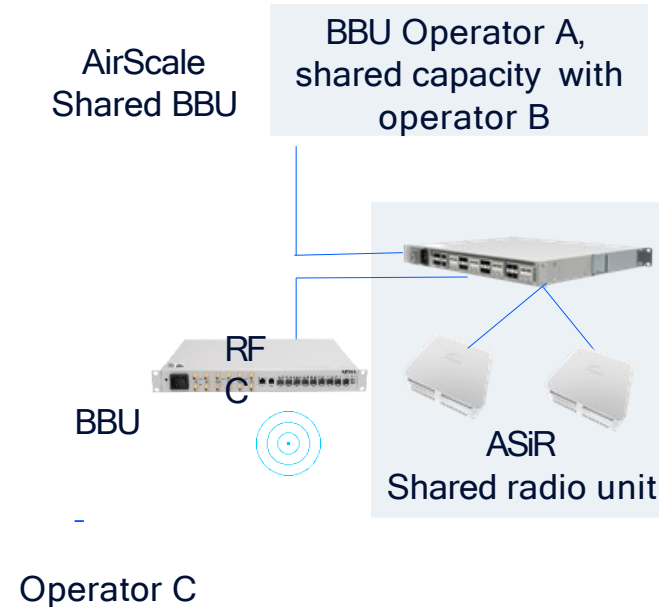 AirScale
Shared BBU
BBU Operator A,
shared capacity with
operator B
RF
C
BBU
ASiR
Shared radio unit
Operator C